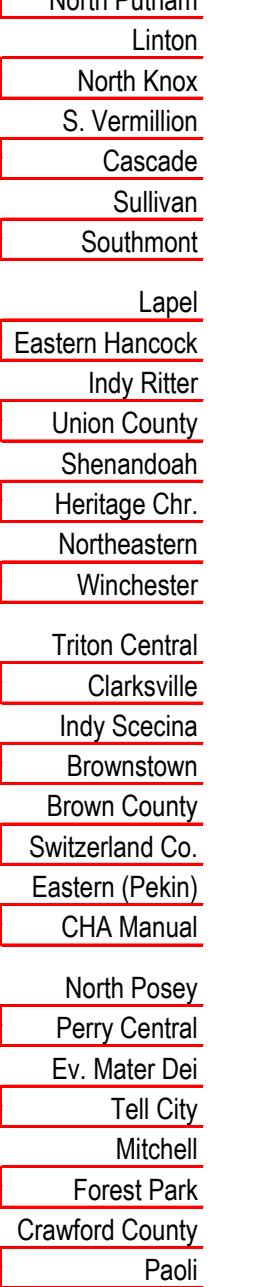 North Putnam
Linton
North Knox
S. Vermillion
Cascade
Sullivan
Southmont
Lapel
Eastern Hancock
Indy Ritter
Union County
Shenandoah
Heritage Chr.
Northeastern
Winchester
Triton Central
Clarksville
Indy Scecina
Brownstown
Brown County
Switzerland Co.
Eastern (Pekin)
CHA Manual
North Posey
Perry Central
Ev. Mater Dei
Tell City
Mitchell
Forest Park
Crawford County
Paoli